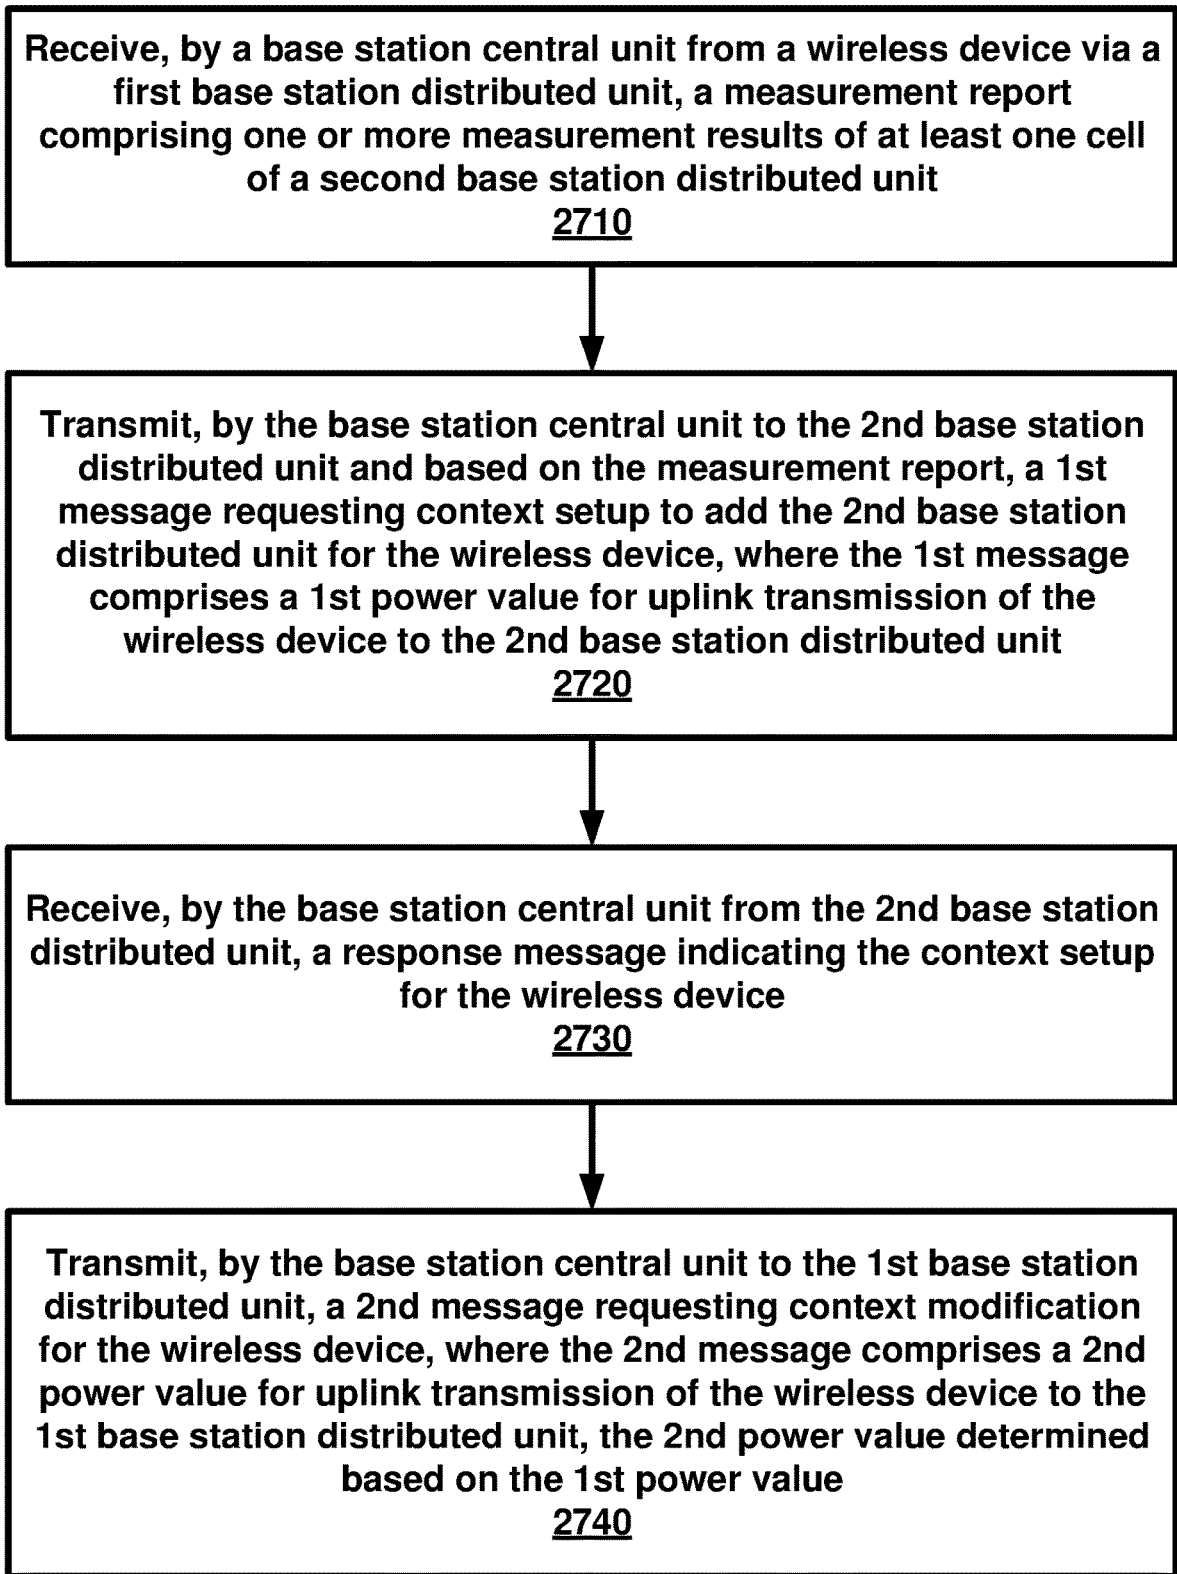 Receive, by a base station central unit from a wireless device via a
first base station distributed unit, a measurement report
comprising one or more measurement results of at least one cell
of a second base station distributed unit
2710
Transmit, by the base station central unit to the 2nd base station
distributed unit and based on the measurement report, a 1st
message requesting context setup to add the 2nd base station
distributed unit for the wireless device, where the 1st message
comprises a 1st power value for uplink transmission of the
wireless device to the 2nd base station distributed unit
2720
Receive, by the base station central unit from the 2nd base station
distributed unit, a response message indicating the context setup
for the wireless device
2730
Transmit, by the base station central unit to the 1st base station
distributed unit, a 2nd message requesting context modification
for the wireless device, where the 2nd message comprises a 2nd
power value for uplink transmission of the wireless device to the
1st base station distributed unit, the 2nd power value determined
based on the 1st power value
2740